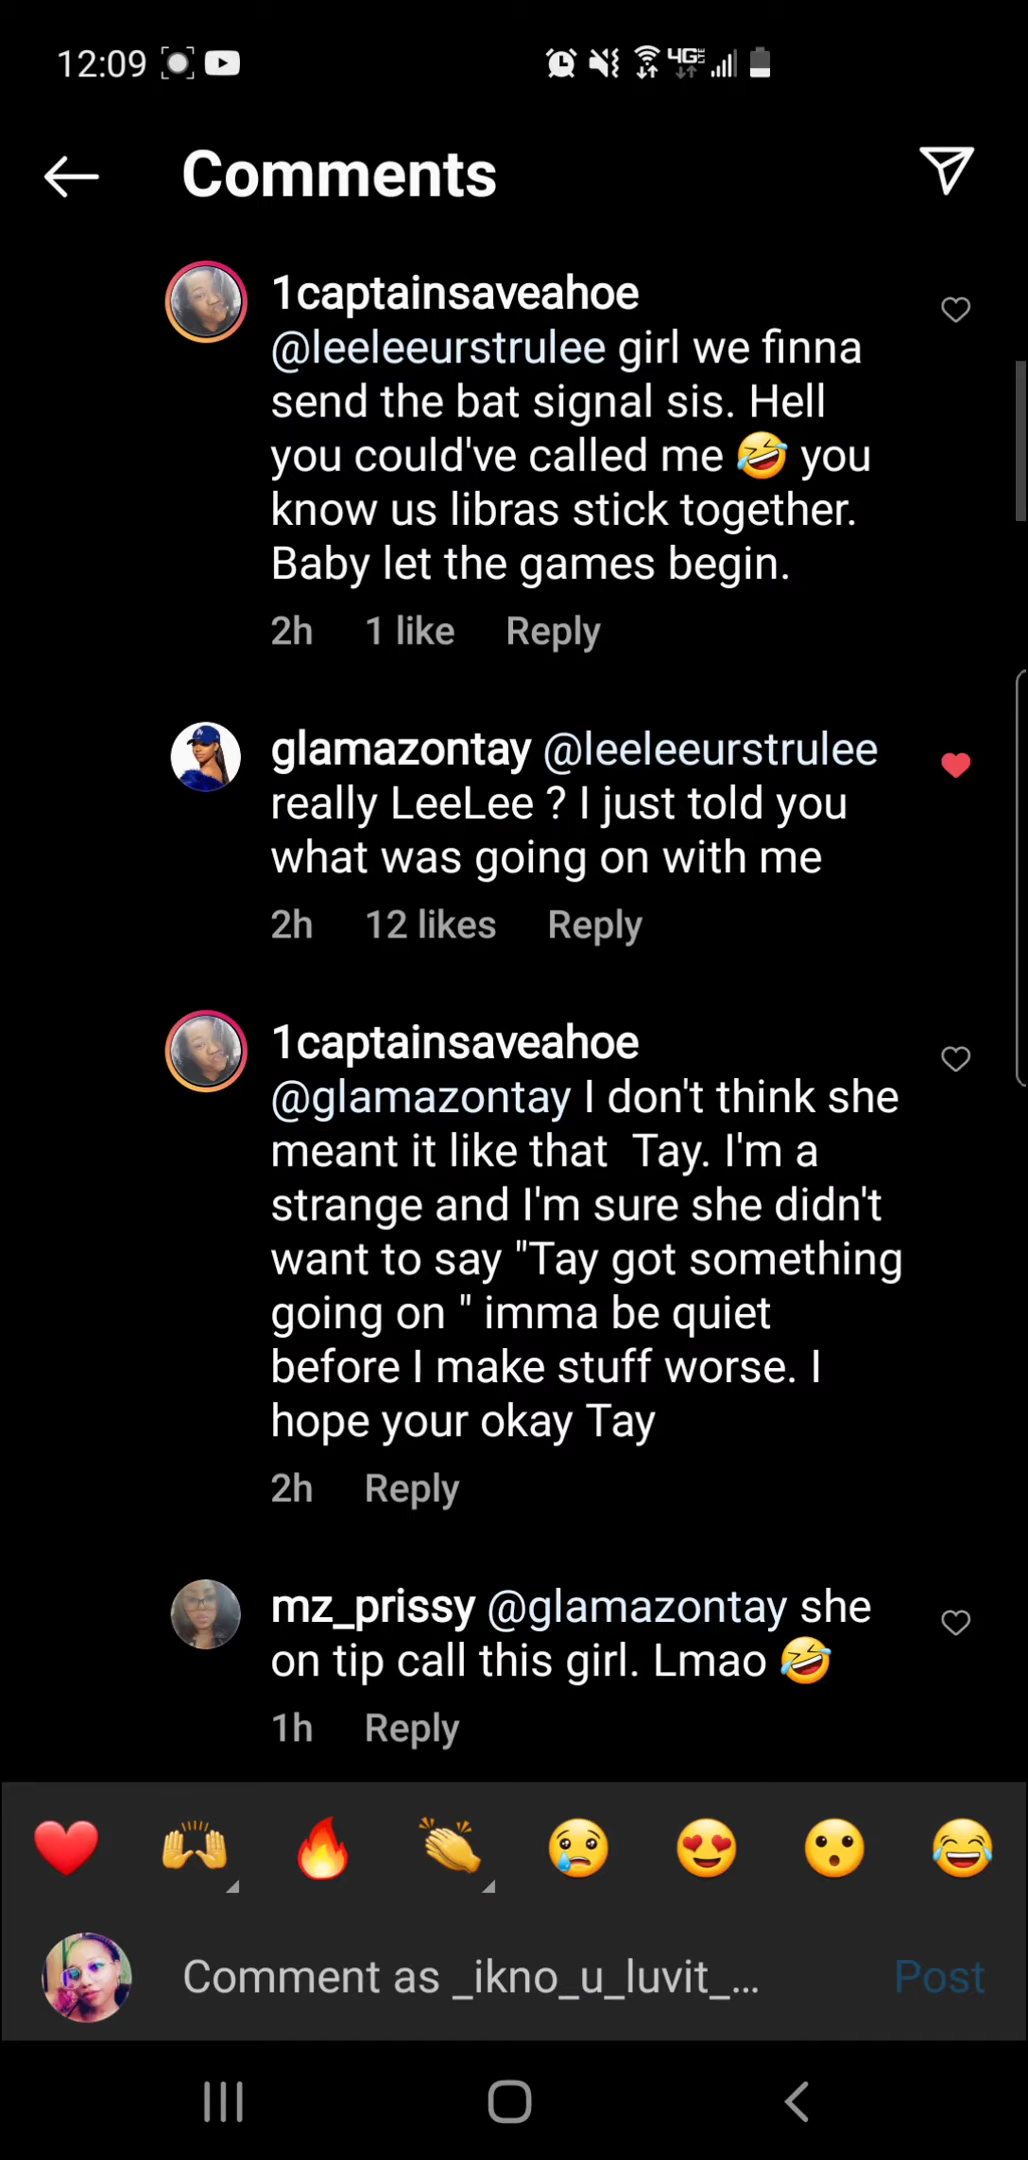 12:09
4G LTE
Comments
1captainsaveahoe
@leeleeurstrulee girl we finna
send the bat signal sis. Hell
you could've called me 🤣 you
know us libras stick together.
Baby let the games begin.
2h 1 like Reply
glamazontay @leeleeurstrulee
really LeeLee ? I just told you
what was going on with me
2h 12 likes Reply
1captainsaveahoe
@glamazontay I don't think she
meant it like that Tay. I'm a
strange and I'm sure she didn't
want to say "Tay got something
going on " imma be quiet
before I make stuff worse. I
hope your okay Tay
2h Reply
mz_prissy @glamazontay she
on tip call this girl. Lmao 🤣
1h Reply
Comment as _ikno_u_luvit_... Post